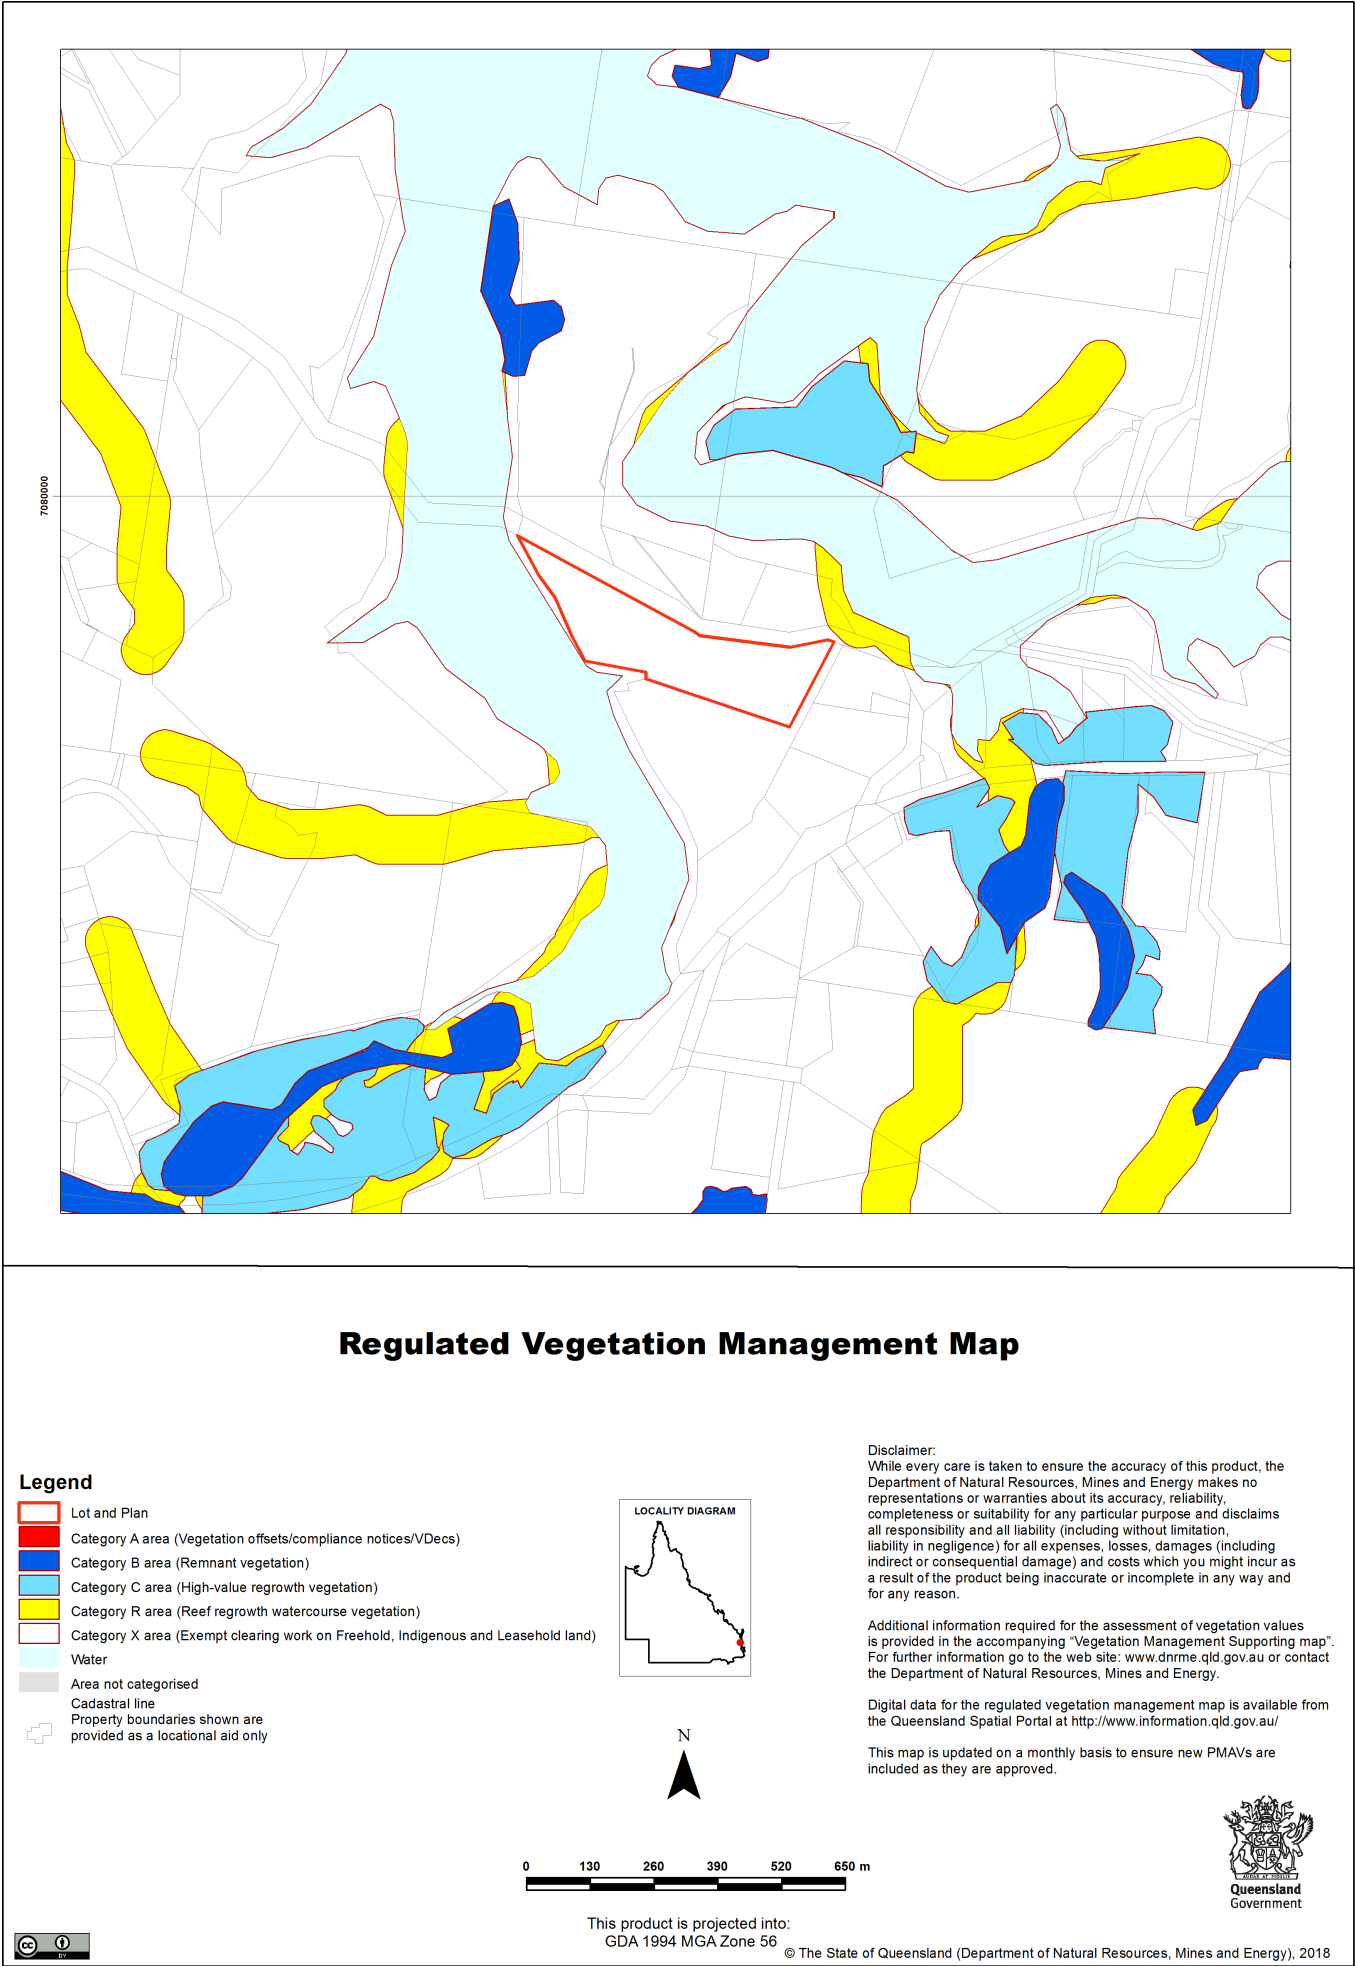 7080000
Regulated Vegetation Management Map
Legend
Lot and Plan
Category A area (Vegetation offsets/compliance notices/VDecs)
Category B area (Remnant vegetation)
Category C area (High-value regrowth vegetation)
Category R area (Reef regrowth watercourse vegetation)
Category X area (Exempt clearing work on Freehold, Indigenous and Leasehold land)
Water
Area not categorised
Cadastral line
Property boundaries shown are
provided as a locational aid only
LOCALITY DIAGRAM
N
0 130 260 390 520 650 m
This product is projected into:
GDA 1994 MGA Zone 56
Disclaimer:
While every care is taken to ensure the accuracy of this product, the
Department of Natural Resources, Mines and Energy makes no
representations or warranties about its accuracy, reliability,
completeness or suitability for any particular purpose and disclaims
all responsibility and all liability (including without limitation,
liability in negligence) for all expenses, losses, damages (including
indirect or consequential damage) and costs which you might incur as
a result of the product being inaccurate or incomplete in any way and
for any reason.
Additional information required for the assessment of vegetation values
is provided in the accompanying “Vegetation Management Supporting map”.
For further information go to the web site: www.dnrme.qld.gov.au or contact
the Department of Natural Resources, Mines and Energy.
Digital data for the regulated vegetation management map is available from
the Queensland Spatial Portal at http://www.information.qld.gov.au/
This map is updated on a monthly basis to ensure new PMAVs are
included as they are approved.
AUDAX AT FIDELIS
Queensland
Government
cc
BY
© The State of Queensland (Department of Natural Resources, Mines and Energy), 2018